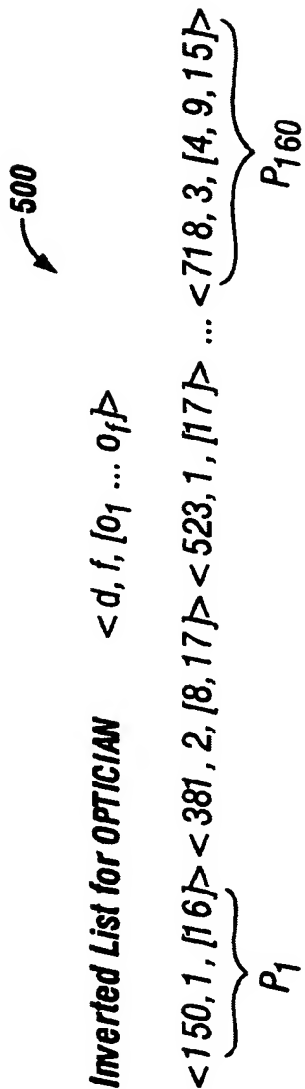 500
Inverted List for OPTICIAN <d, f, [o₁ ... o_f]>
<150, 1, [16]> <381, 2, [8, 17]> <523, 1, [17]> ... <718, 3, [4, 9, 15]>
P₁ P₁₆₀